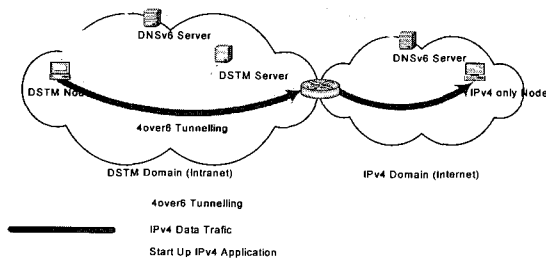 DNSv6 Server
DNSv6 Server
DSTM Server
DSTM Node
IPv4 only Node
4over6 Tunnelling
DSTM Domain (Intranet)
IPv4 Domain (Internet)
4over6 Tunnelling
IPv4 Data Trafic
Start Up IPv4 Application